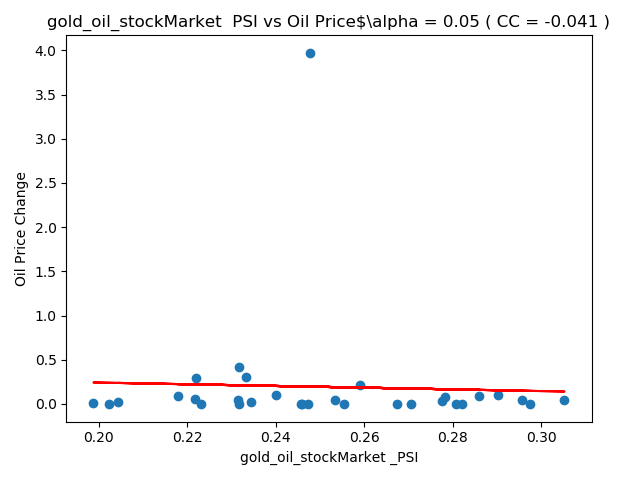 gold_oil_stockMarket  PSI vs Oil Price$\alpha = 0.05 ( CC = -0.041 )
4.0
3.5
3.0
2.5
2.0
1.5
1.0
0.5
0.0
Oil Price Change
0.20 0.22 0.24 0.26 0.28 0.30
gold_oil_stockMarket _PSI